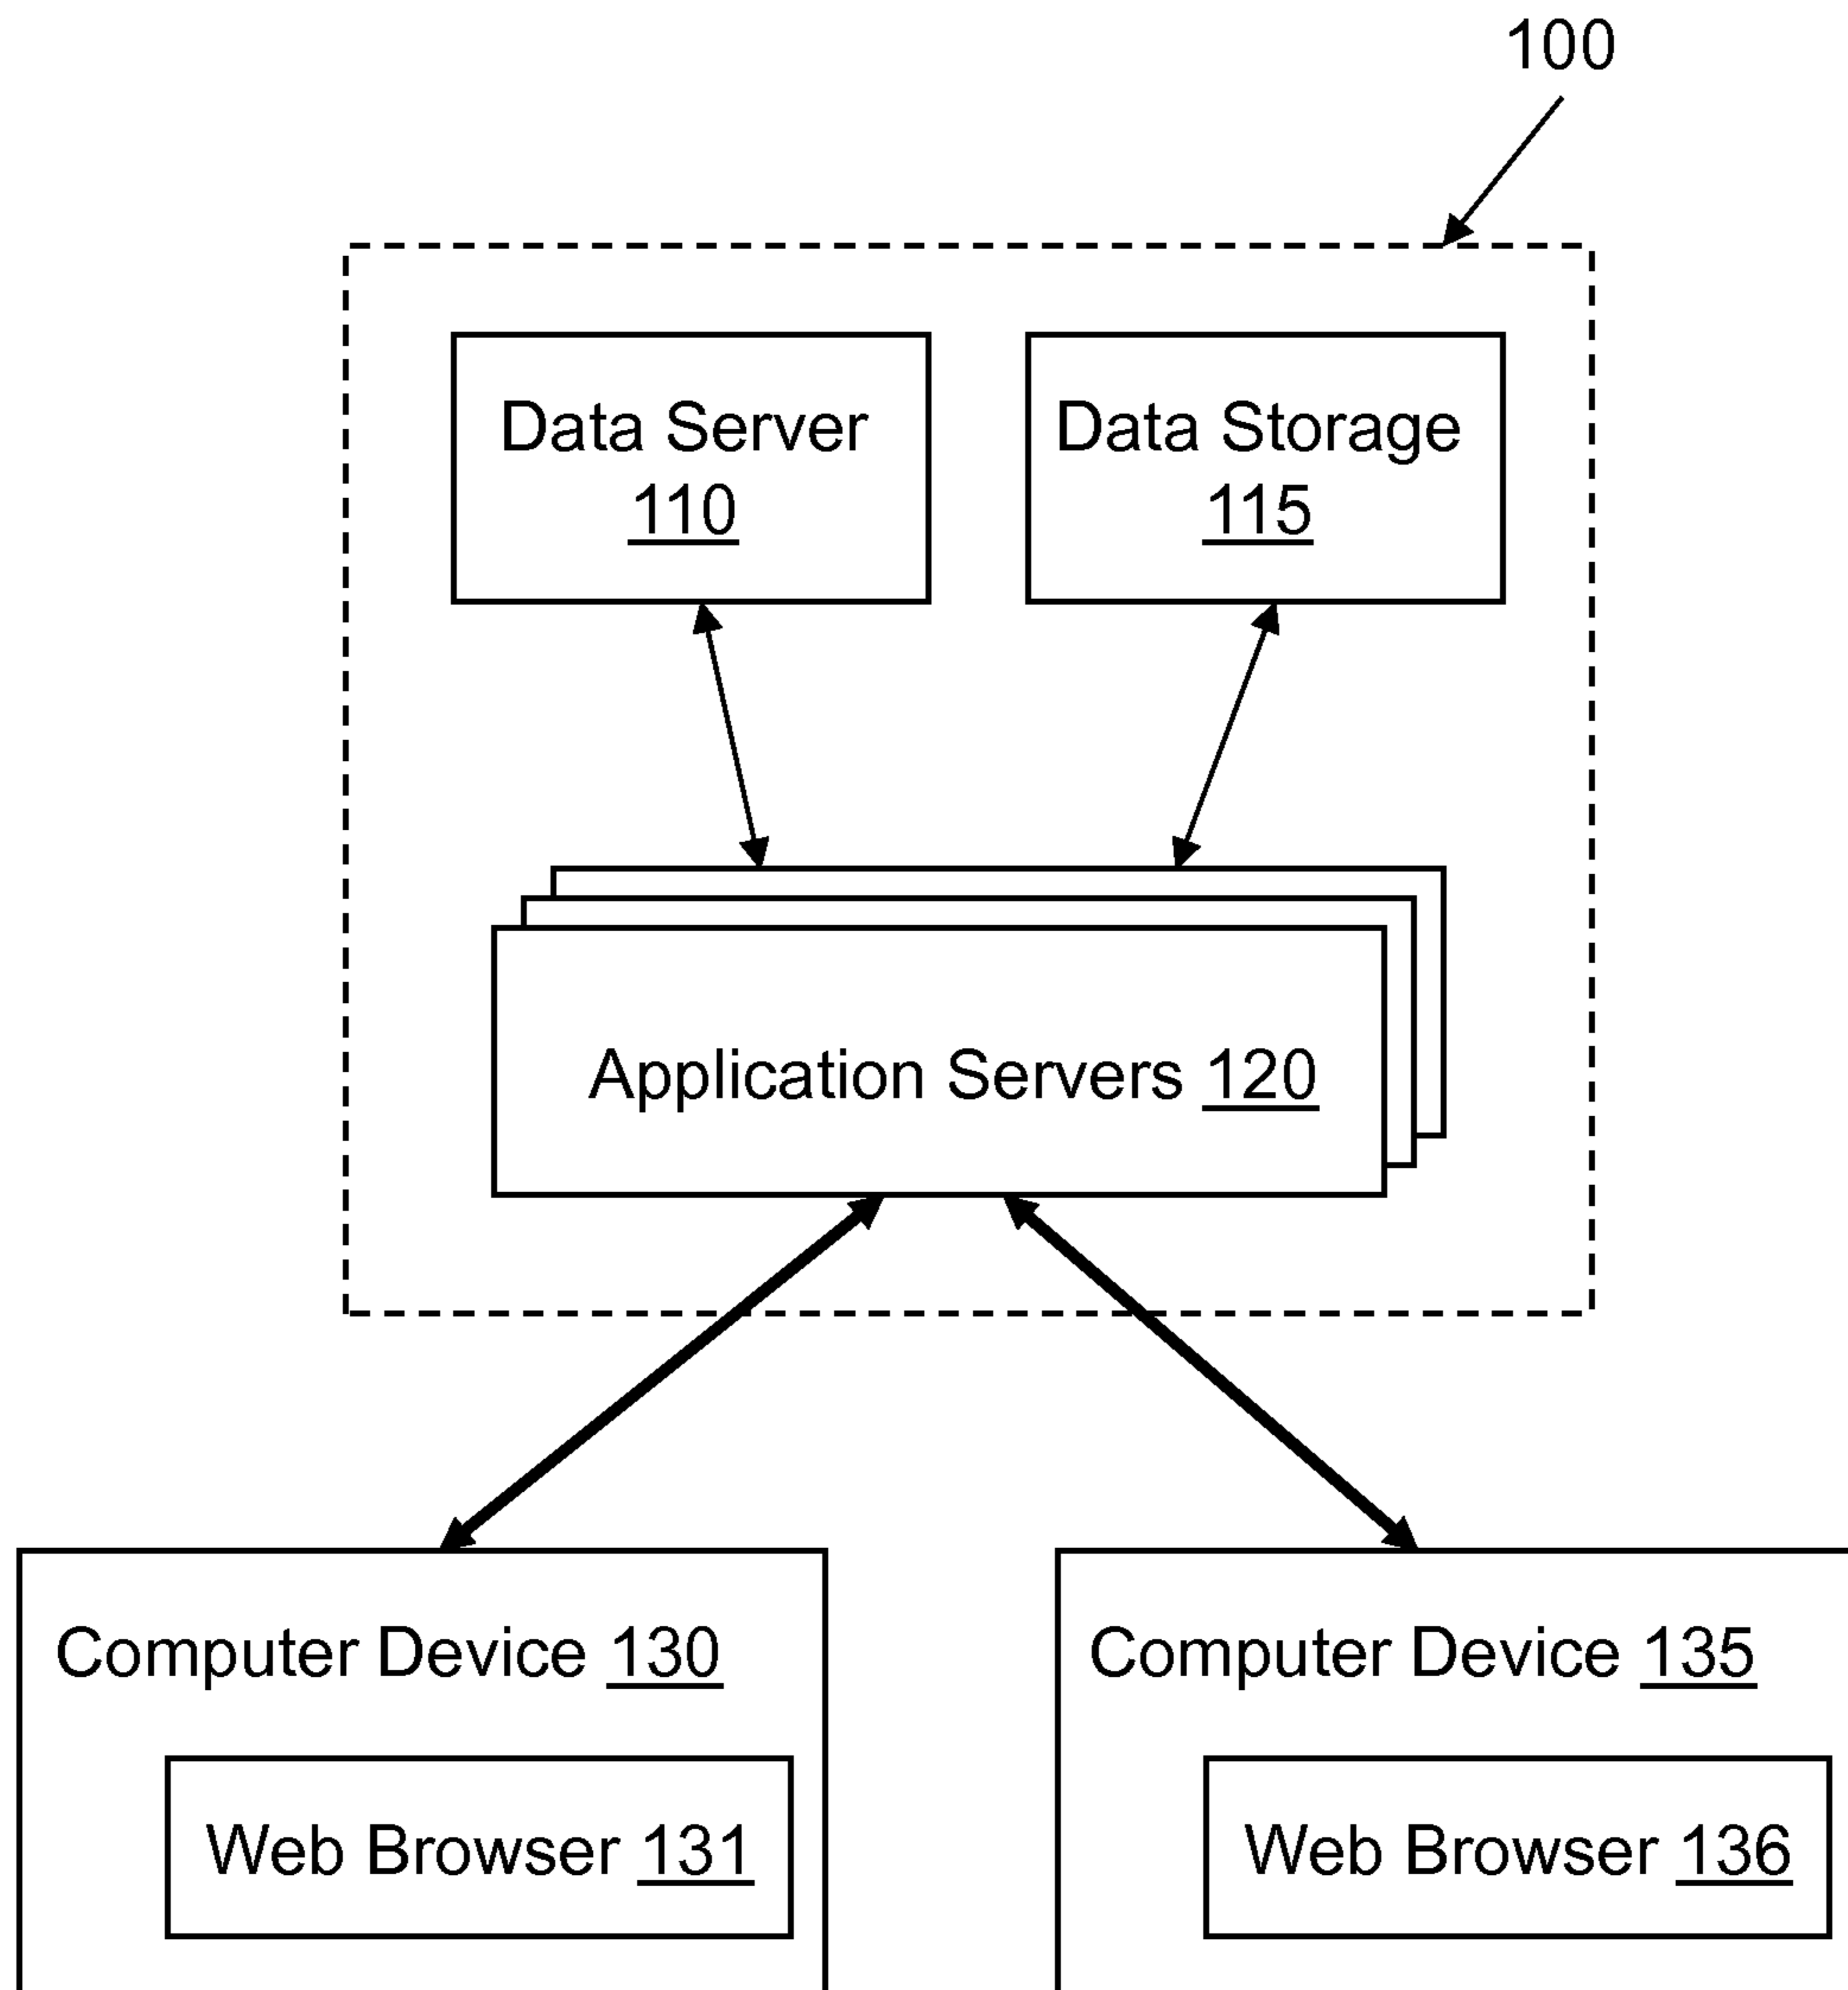 100
Data Server
110
Data Storage
115
Application Servers 120
Computer Device 130
Web Browser 131
Computer Device 135
Web Browser 136